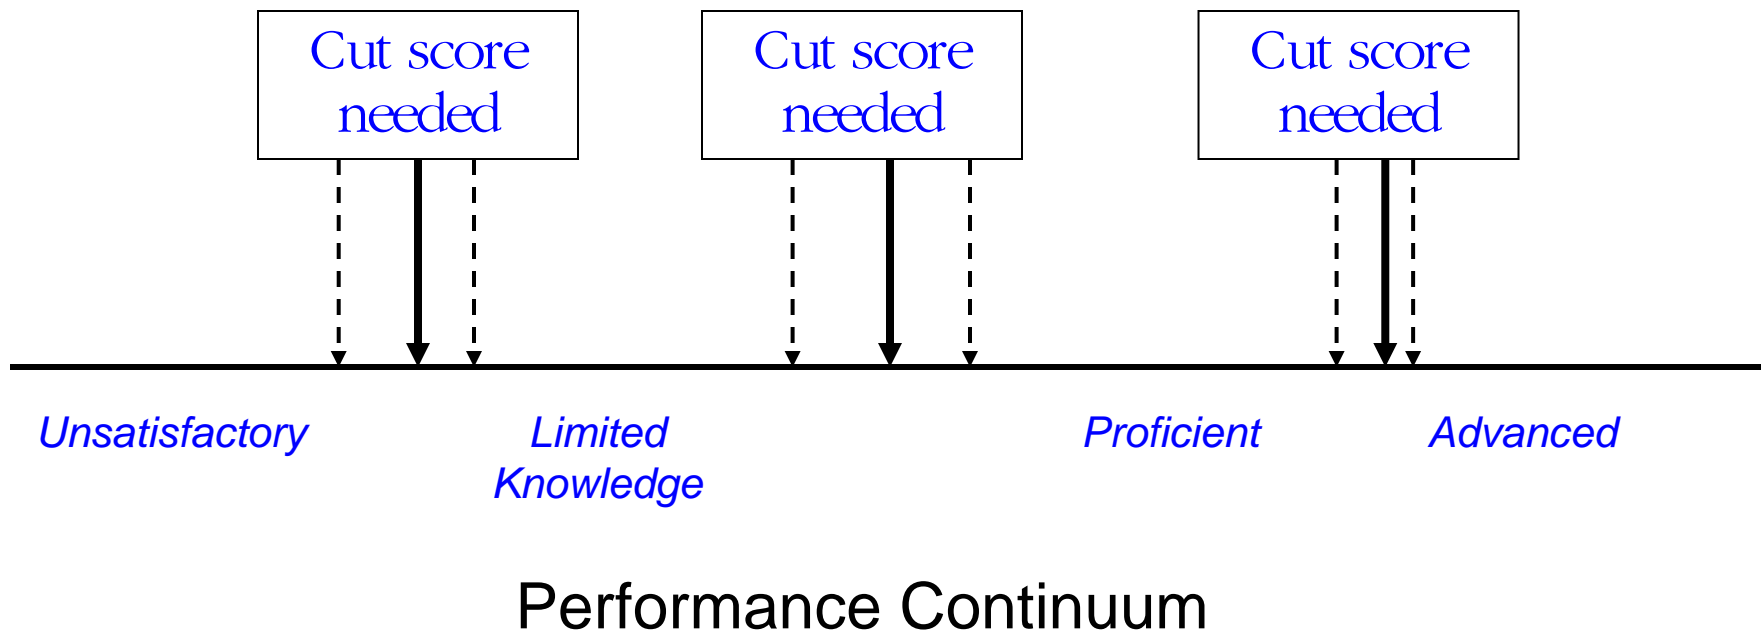 Cut score
needed
Cut score
needed
Cut score
needed
Unsatisfactory
Limited
Knowledge
Proficient
Advanced
Performance Continuum